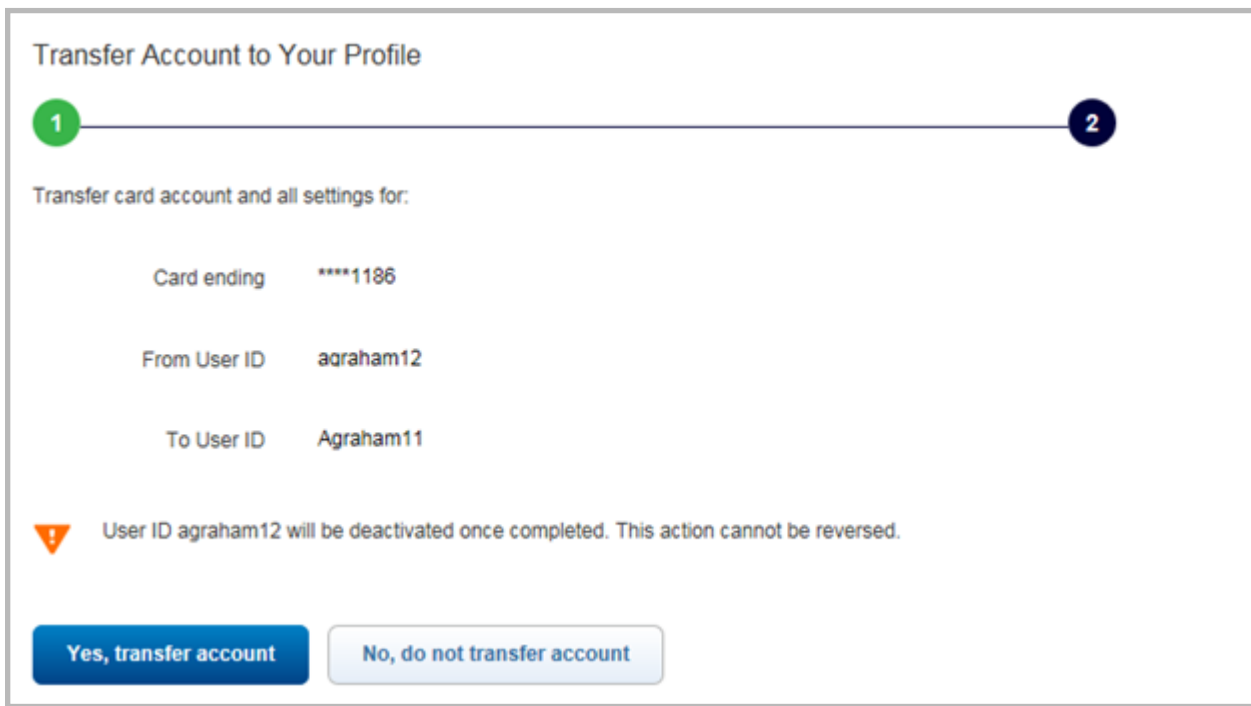 Transfer Account to Your Profile
1
2
Transfer card account and all settings for:
Card ending ****1186
From User ID agraham12
To User ID Agraham11
! User ID agraham12 will be deactivated once completed. This action cannot be reversed.
Yes, transfer account No, do not transfer account